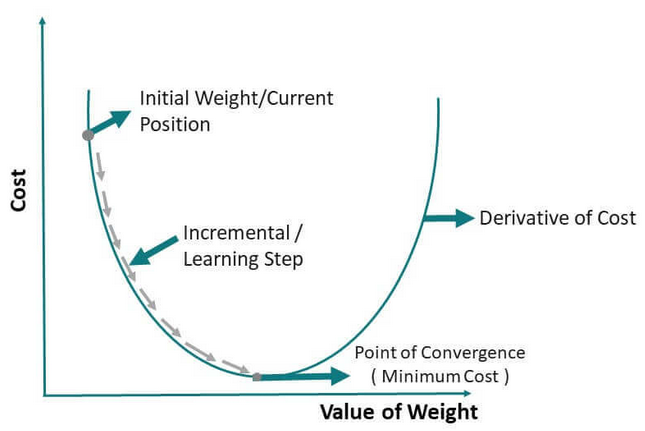 Initial Weight/Current
Position
Cost
Incremental /
Learning Step
Derivative of Cost
Point of Convergence
( Minimum Cost )
Value of Weight